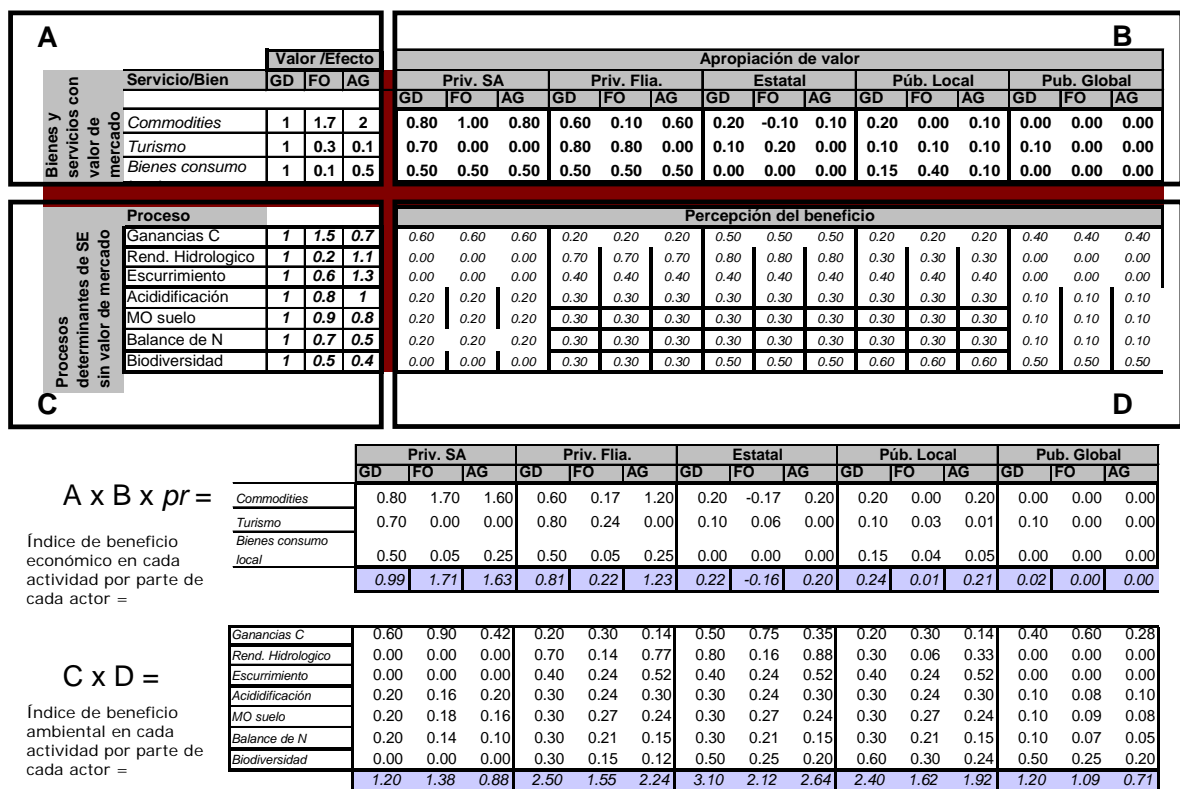 A
B
Valor /Efecto
Apropiación de valor
Bienes y servicios con valor de mercado
Servicio/Bien GD FO AG Priv. SA Priv. Flia. Estatal Púb. Local Pub. Global
GD FO AG GD FO AG GD FO AG GD FO AG GD FO AG
Commodities 1 1.7 2 0.80 1.00 0.80 0.60 0.10 0.60 0.20 -0.10 0.10 0.20 0.00 0.10 0.00 0.00 0.00
Turismo 1 0.3 0.1 0.70 0.00 0.00 0.80 0.80 0.00 0.10 0.20 0.00 0.10 0.10 0.10 0.10 0.00 0.00
Bienes consumo 1 0.1 0.5 0.50 0.50 0.50 0.50 0.50 0.50 0.00 0.00 0.00 0.15 0.40 0.10 0.00 0.00 0.00
Procesos determinantes de SE sin valor de mercado
Proceso Percepción del beneficio
Ganancias C 1 1.5 0.7 0.60 0.60 0.60 0.20 0.20 0.20 0.50 0.50 0.50 0.20 0.20 0.20 0.40 0.40 0.40
Rend. Hidrologico 1 0.2 1.1 0.00 0.00 0.00 0.70 0.70 0.70 0.80 0.80 0.80 0.30 0.30 0.30 0.00 0.00 0.00
Escurrimiento 1 0.6 1.3 0.00 0.00 0.00 0.40 0.40 0.40 0.40 0.40 0.40 0.40 0.40 0.40 0.00 0.00 0.00
Acididificación 1 0.8 1 0.20 0.20 0.20 0.30 0.30 0.30 0.30 0.30 0.30 0.30 0.30 0.30 0.10 0.10 0.10
MO suelo 1 0.9 0.8 0.20 0.20 0.20 0.30 0.30 0.30 0.30 0.30 0.30 0.30 0.30 0.30 0.10 0.10 0.10
Balance de N 1 0.7 0.5 0.20 0.20 0.20 0.30 0.30 0.30 0.30 0.30 0.30 0.30 0.30 0.30 0.10 0.10 0.10
Biodiversidad 1 0.5 0.4 0.00 0.00 0.00 0.30 0.30 0.30 0.50 0.50 0.50 0.60 0.60 0.60 0.50 0.50 0.50
C
D
Priv. SA Priv. Flia. Estatal Púb. Local Pub. Global
GD FO AG GD FO AG GD FO AG GD FO AG GD FO AG
A x B x pr =
Commodities 0.80 1.70 1.60 0.60 0.17 1.20 0.20 -0.17 0.20 0.20 0.00 0.20 0.00 0.00 0.00
Turismo 0.70 0.00 0.00 0.80 0.24 0.00 0.10 0.06 0.00 0.10 0.03 0.01 0.10 0.00 0.00
Bienes consumo
local 0.50 0.05 0.25 0.50 0.05 0.25 0.00 0.00 0.00 0.15 0.04 0.05 0.00 0.00 0.00
0.99 1.71 1.63 0.81 0.22 1.23 0.22 -0.16 0.20 0.24 0.01 0.21 0.02 0.00 0.00
Índice de beneficio
económico en cada
actividad por parte de
cada actor =
Ganancias C 0.60 0.90 0.42 0.20 0.30 0.14 0.50 0.75 0.35 0.20 0.30 0.14 0.40 0.60 0.28
Rend. Hidrologico 0.00 0.00 0.00 0.70 0.14 0.77 0.80 0.16 0.88 0.30 0.06 0.33 0.00 0.00 0.00
C x D =
Escurrimiento 0.00 0.00 0.00 0.40 0.24 0.52 0.40 0.24 0.52 0.40 0.24 0.52 0.00 0.00 0.00
Acididificación 0.20 0.16 0.20 0.30 0.24 0.30 0.30 0.24 0.30 0.30 0.24 0.30 0.10 0.08 0.10
MO suelo 0.20 0.18 0.16 0.30 0.27 0.24 0.30 0.27 0.24 0.30 0.27 0.24 0.10 0.09 0.08
Balance de N 0.20 0.14 0.10 0.30 0.21 0.15 0.30 0.21 0.15 0.30 0.21 0.15 0.10 0.07 0.05
Biodiversidad 0.00 0.00 0.00 0.30 0.15 0.12 0.50 0.25 0.20 0.60 0.30 0.24 0.50 0.25 0.20
1.20 1.38 0.88 2.50 1.55 2.24 3.10 2.12 2.64 2.40 1.62 1.92 1.20 1.09 0.71
Índice de beneficio
ambiental en cada
actividad por parte de
cada actor =